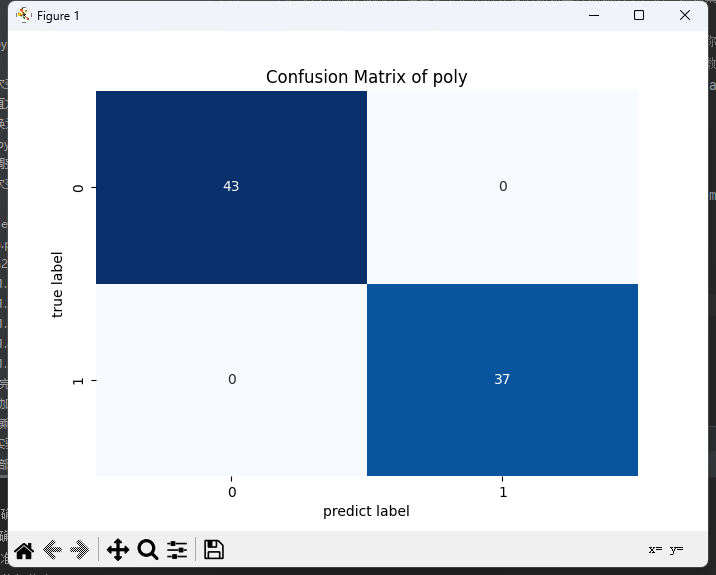 Figure 1
Confusion Matrix of poly
0
43
0
true label
1
0
37
0
1
predict label
x= y=